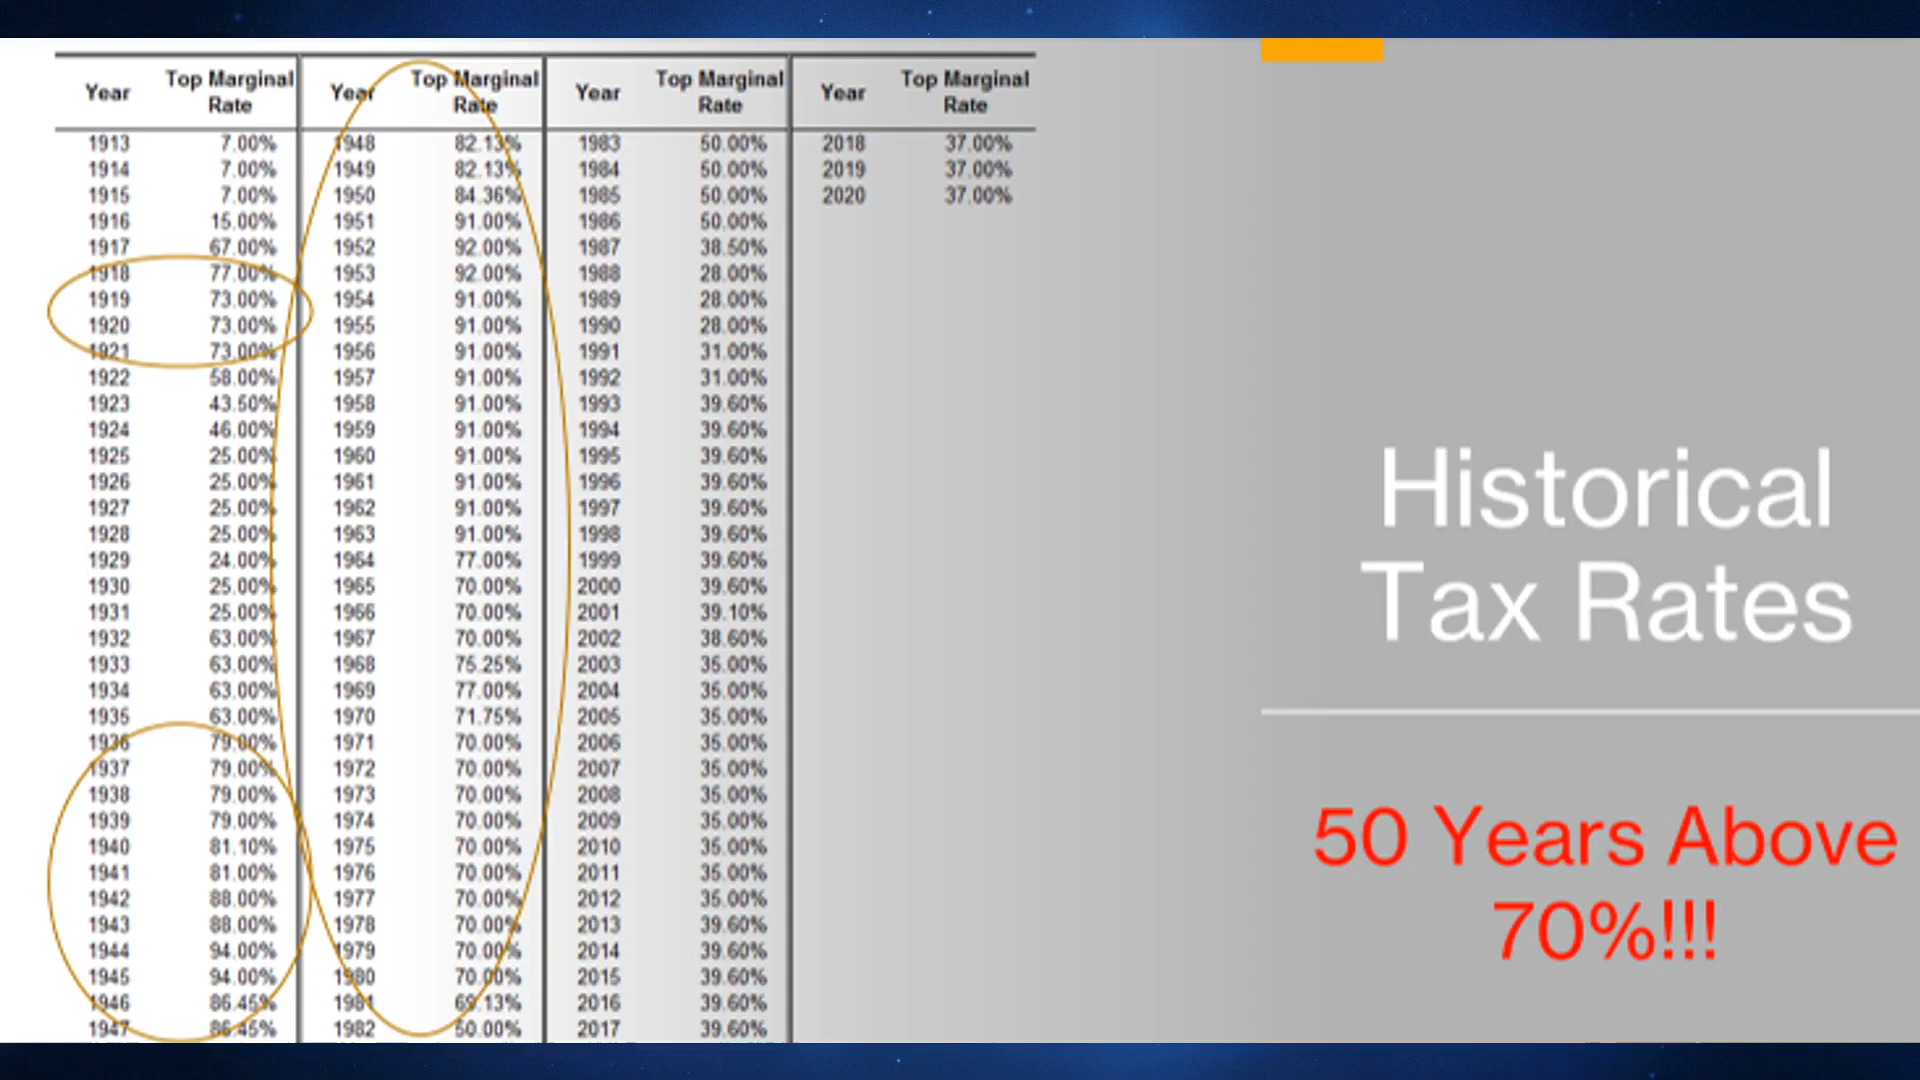 Year Top Marginal Rate Year Top Marginal Rate Year Top Marginal Rate Year Top Marginal Rate
1913 7.00% 1948 82.13% 1983 50.00% 2018 37.00%
1914 7.00% 1949 82.13% 1984 50.00% 2019 37.00%
1915 7.00% 1950 84.36% 1985 50.00% 2020 37.00%
1916 15.00% 1951 91.00% 1986 50.00%
1917 67.00% 1952 92.00% 1987 38.50%
1918 77.00% 1953 92.00% 1988 28.00%
1919 73.00% 1954 91.00% 1989 28.00%
1920 73.00% 1955 91.00% 1990 28.00%
1921 73.00% 1956 91.00% 1991 31.00%
1922 58.00% 1957 91.00% 1992 31.00%
1923 43.50% 1958 91.00% 1993 39.60%
1924 46.00% 1959 91.00% 1994 39.60%
1925 25.00% 1960 91.00% 1995 39.60%
1926 25.00% 1961 91.00% 1996 39.60%
1927 25.00% 1962 91.00% 1997 39.60%
1928 25.00% 1963 91.00% 1998 39.60%
1929 24.00% 1964 77.00% 1999 39.60%
1930 25.00% 1965 70.00% 2000 39.60%
1931 25.00% 1966 70.00% 2001 39.10%
1932 63.00% 1967 70.00% 2002 38.60%
1933 63.00% 1968 75.25% 2003 35.00%
1934 63.00% 1969 77.00% 2004 35.00%
1935 63.00% 1970 71.75% 2005 35.00%
1936 79.00% 1971 70.00% 2006 35.00%
1937 79.00% 1972 70.00% 2007 35.00%
1938 79.00% 1973 70.00% 2008 35.00%
1939 79.00% 1974 70.00% 2009 35.00%
1940 81.10% 1975 70.00% 2010 35.00%
1941 81.00% 1976 70.00% 2011 35.00%
1942 88.00% 1977 70.00% 2012 35.00%
1943 88.00% 1978 70.00% 2013 39.60%
1944 94.00% 1979 70.00% 2014 39.60%
1945 94.00% 1980 70.00% 2015 39.60%
1946 86.45% 1981 69.13% 2016 39.60%
1947 86.45% 1982 50.00% 2017 39.60%
Historical
Tax Rates
50 Years Above
70%!!!